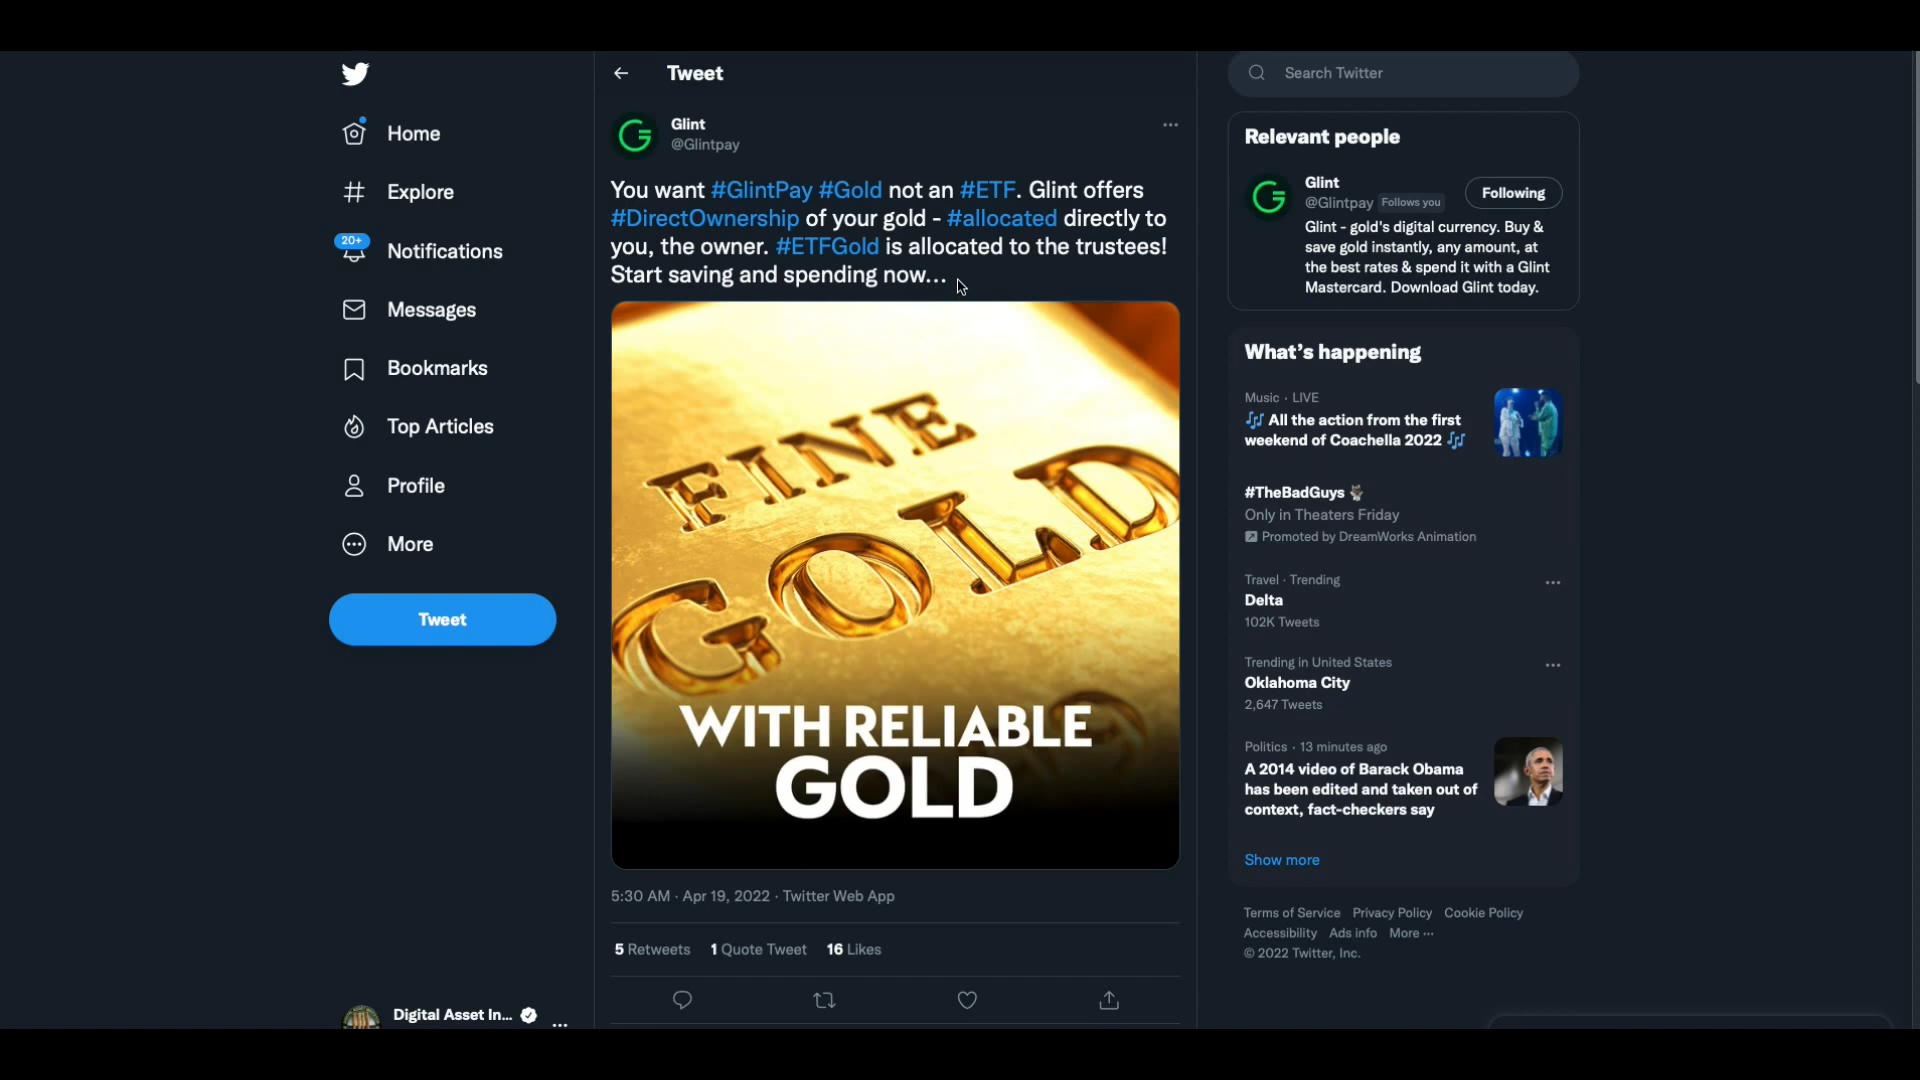 Home
Explore
20+
Notifications
Messages
Bookmarks
Top Articles
Profile
More
Tweet
Digital Asset In...
Tweet
Glint
@Glintpay
You want #GlintPay #Gold not an #ETF. Glint offers
#DirectOwnership of your gold - #allocated directly to
you, the owner. #ETFGold is allocated to the trustees!
Start saving and spending now...
FINE
GOLD
WITH RELIABLE
GOLD
5:30 AM · Apr 19, 2022 · Twitter Web App
5 Retweets 1 Quote Tweet 16 Likes
Search Twitter
Relevant people
Glint
@Glintpay Follows you
Following
Glint - gold's digital currency. Buy &
save gold instantly, any amount, at
the best rates & spend it with a Glint
Mastercard. Download Glint today.
What's happening
Music · LIVE
All the action from the first
weekend of Coachella 2022
#TheBadGuys
Only in Theaters Friday
Promoted by DreamWorks Animation
Travel · Trending
Delta
102K Tweets
Trending in United States
Oklahoma City
2,647 Tweets
Politics · 13 minutes ago
A 2014 video of Barack Obama
has been edited and taken out of
context, fact-checkers say
Show more
Terms of Service Privacy Policy Cookie Policy
Accessibility Ads info More ...
© 2022 Twitter, Inc.